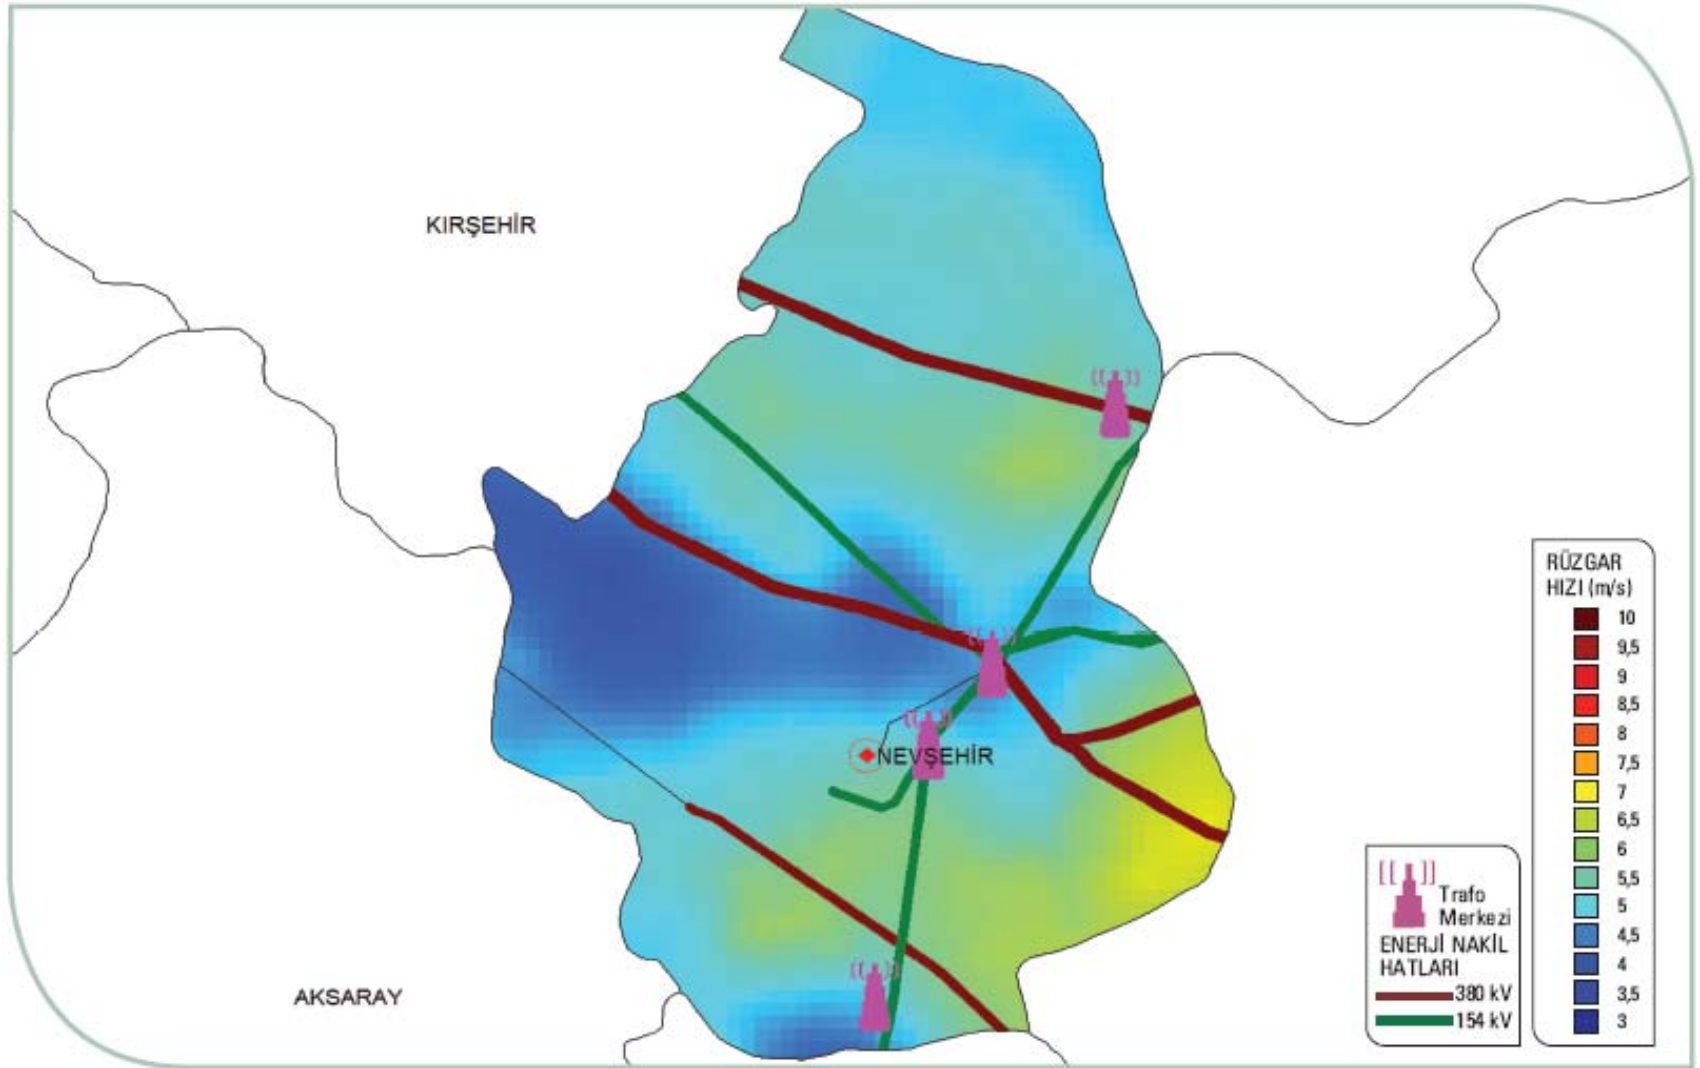 KIRŞEHİR
NEVŞEHİR
AKSARAY
[[ ]] Trafo
Merkezi
ENERJİ NAKİL
HATLARI
380 kV
154 kV
RÜZGAR
HIZI (m/s)
10
9,5
9
8,5
8
7,5
7
6,5
6
5,5
5
4,5
4
3,5
3